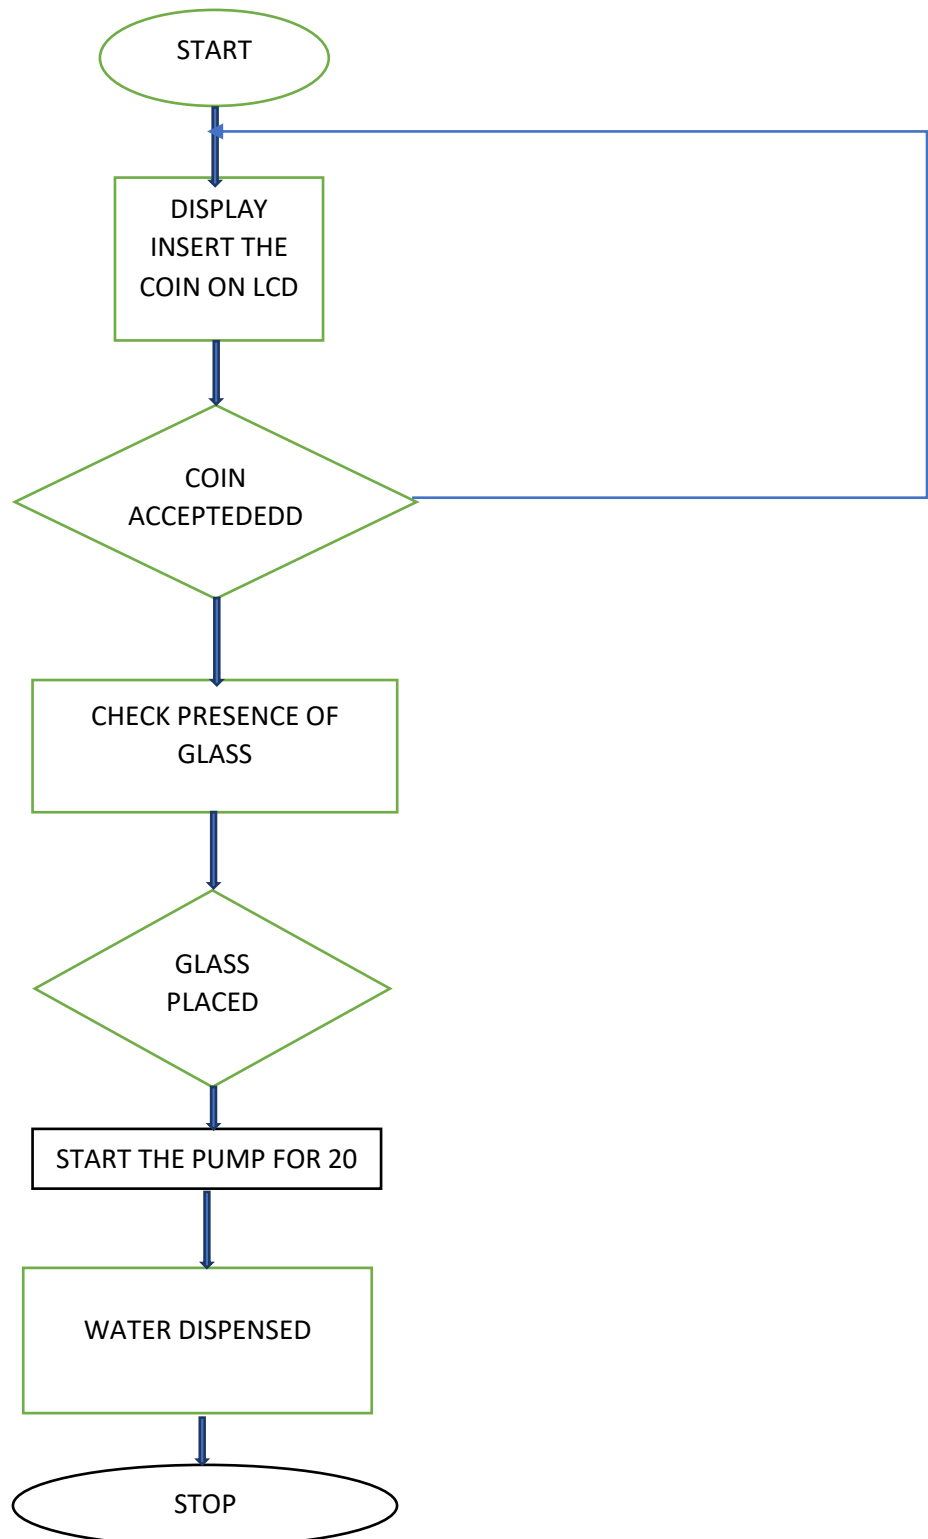 START
DISPLAY
INSERT THE
COIN ON LCD
COIN
ACCEPTEDEDD
CHECK PRESENCE OF
GLASS
GLASS
PLACED
START THE PUMP FOR 20
WATER DISPENSED
STOP